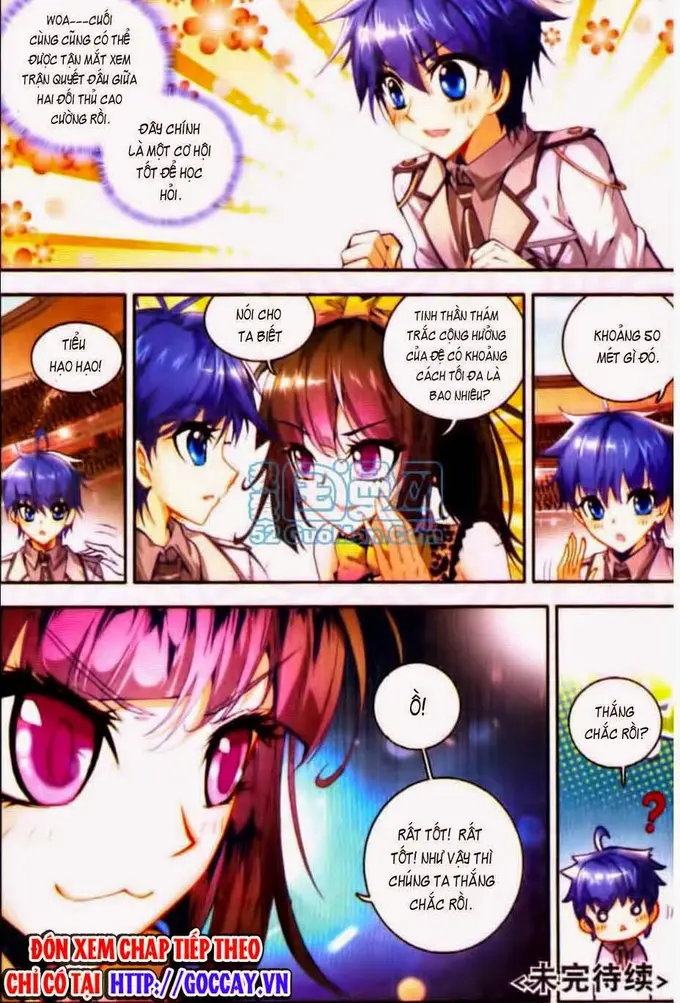 WOA---CUỐI
CÙNG CŨNG CÓ THỂ
ĐƯỢC TẬN MẮT XEM
TRẬN QUYẾT ĐẤU GIỮA
HAI ĐỐI THỦ CAO
CƯỜNG RỒI.
ĐÂY CHÍNH
LÀ MỘT CƠ HỘI
TỐT ĐỂ HỌC
HỎI.
TIỂU
HẠO HẠO!
NÓI CHO
TA BIẾT
TINH THẦN THÁM
TRẮC CỘNG HƯỞNG
CỦA ĐỆ CÓ KHOẢNG
CÁCH TỐI ĐA LÀ
BAO NHIÊU?
KHOẢNG 50
MÉT GÌ ĐÓ.
52GuoMan.com
Ồ!
RẤT TỐT! RẤT
TỐT! NHƯ VẬY THÌ
CHÚNG TA THẮNG
CHẮC RỒI.
THẮNG
CHẮC RỒI?
?
ĐÓN XEM CHAP TIẾP THEO
CHỈ CÓ TẠI HTTP://GOCCAY.VN
<未完待续>